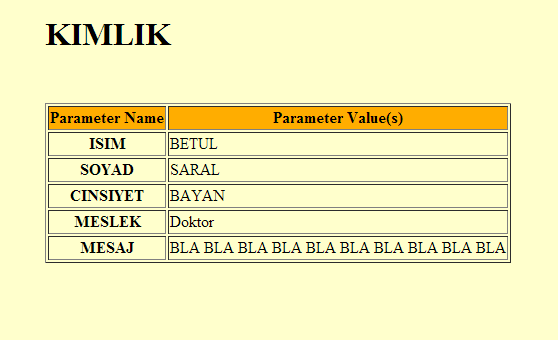 KIMLIK
Parameter Name Parameter Value(s)
ISIM BETUL
SOYAD SARAL
CINSIYET BAYAN
MESLEK Doktor
MESAJ BLA BLA BLA BLA BLA BLA BLA BLA BLA BLA